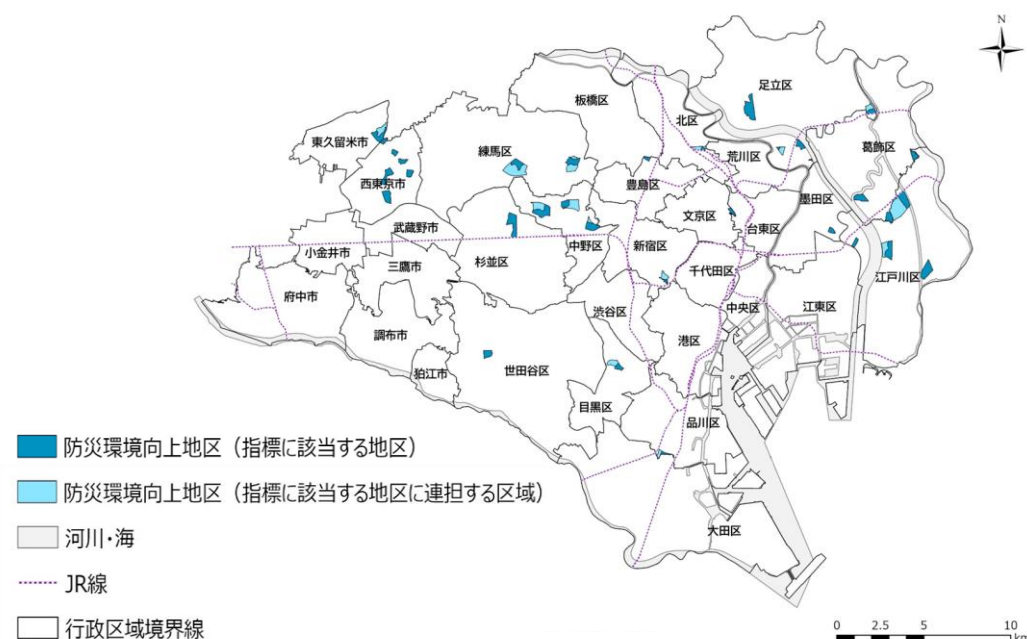 N
足立区
板橋区
北区
葛飾区
東久留米市
練馬区
荒川区
西東京市
豊島区
墨田区
文京区
武蔵野市
台東区
小金井市
中野区
新宿区
三鷹市
杉並区
千代田区
江戸川区
府中市
渋谷区
中央区
江東区
調布市
港区
狛江市
世田谷区
目黒区
品川区
大田区
防災環境向上地区（指標に該当する地区）
防災環境向上地区（指標に該当する地区に連担する区域）
河川・海
JR線
行政区域境界線
0 2.5 5 10